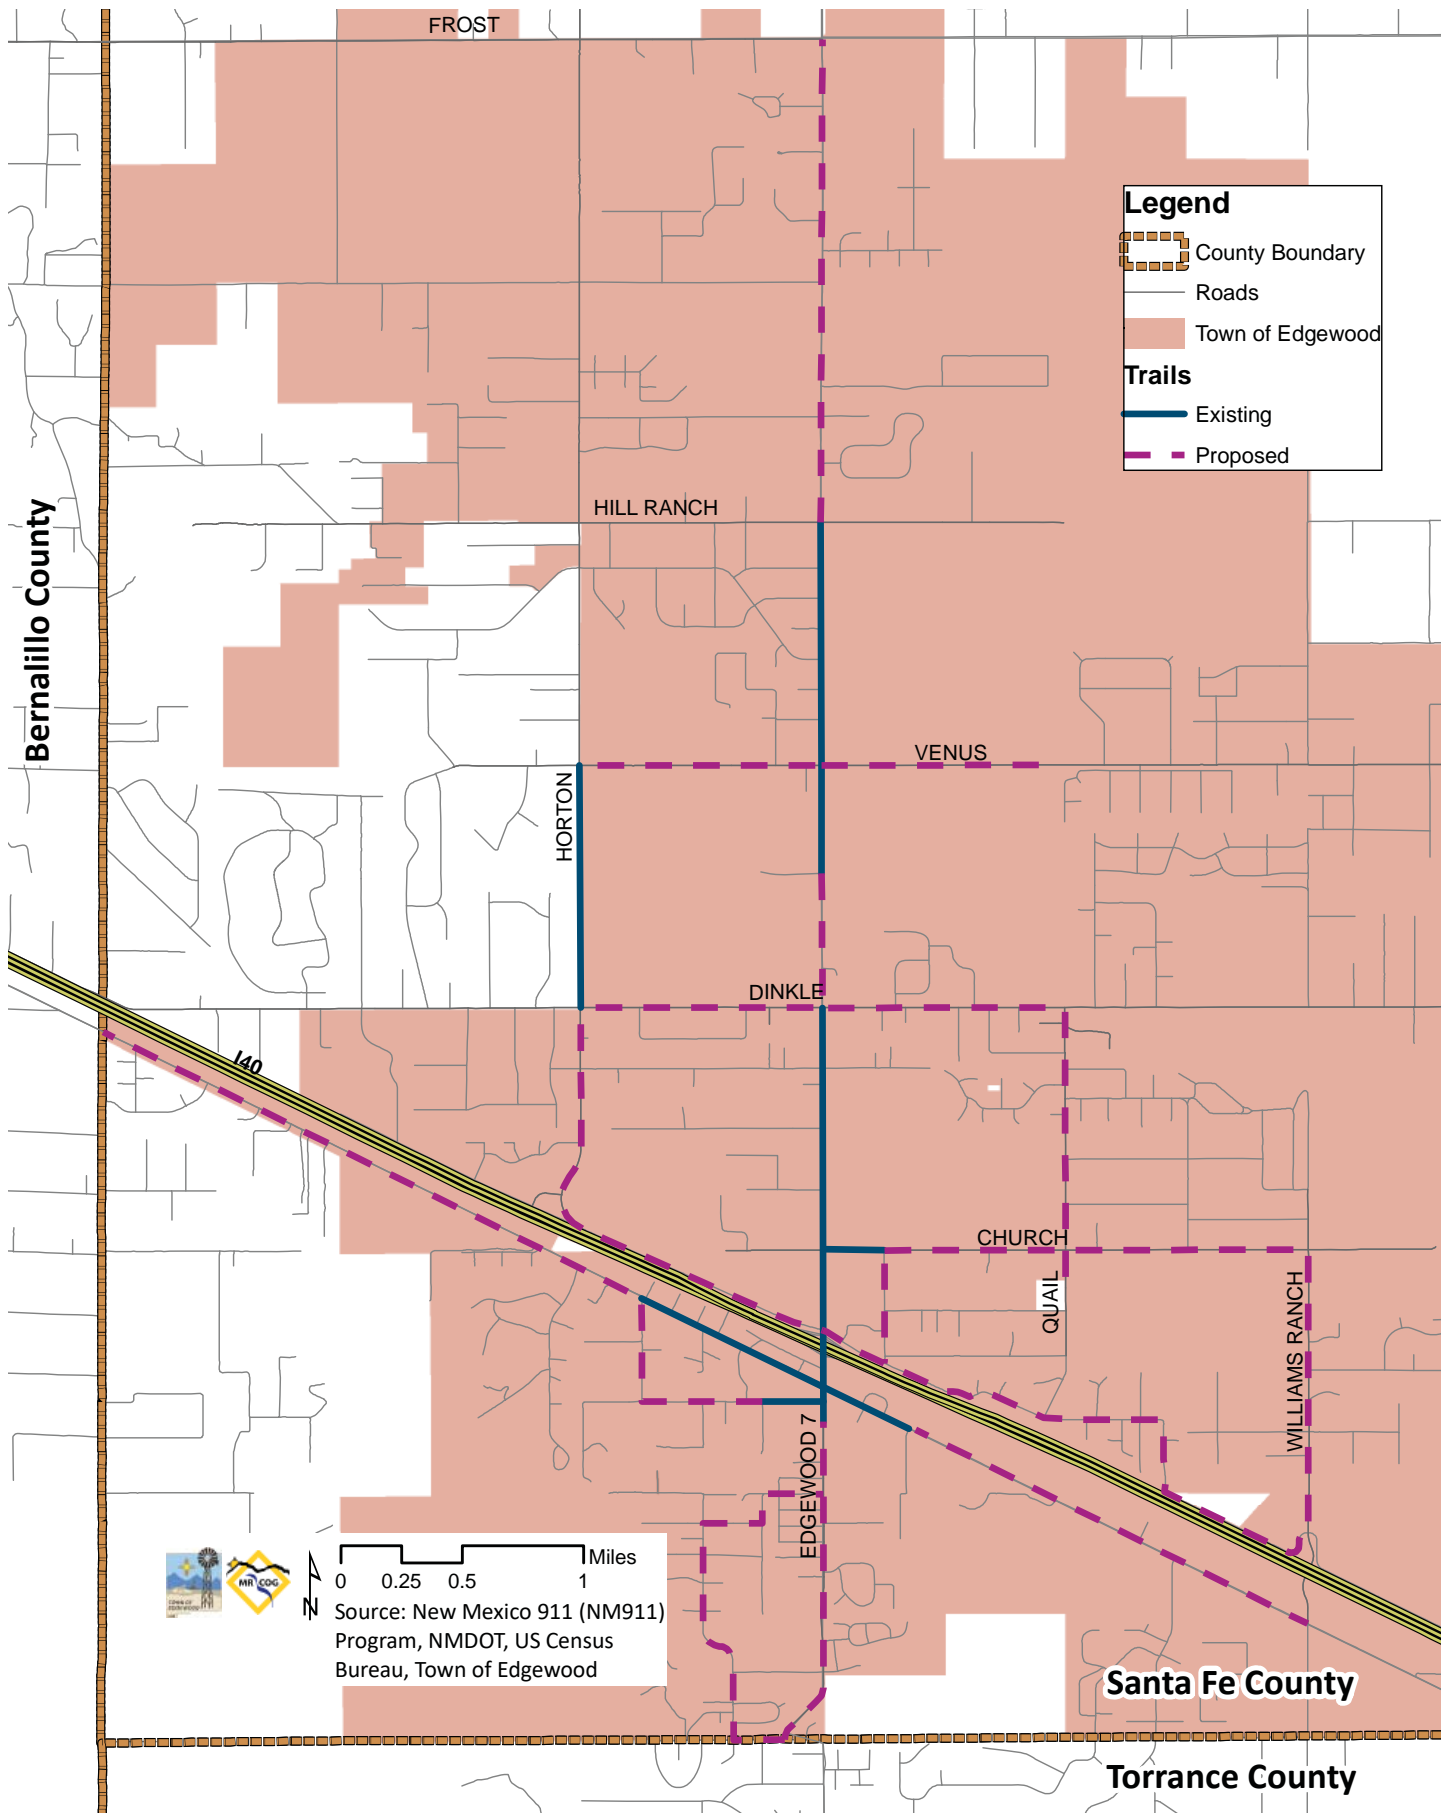 FROST
Legend
County Boundary
Roads
Town of Edgewood
Trails
Existing
Proposed
HILL RANCH
Bernalillo County
VENUS
HORTON
DINKLE
I40
CHURCH
QUAIL
WILLIAMS RANCH
EDGEWOOD 7
MR COG
N
Miles
0 0.25 0.5 1
Source: New Mexico 911 (NM911)
Program, NMDOT, US Census
Bureau, Town of Edgewood
Santa Fe County
Torrance County